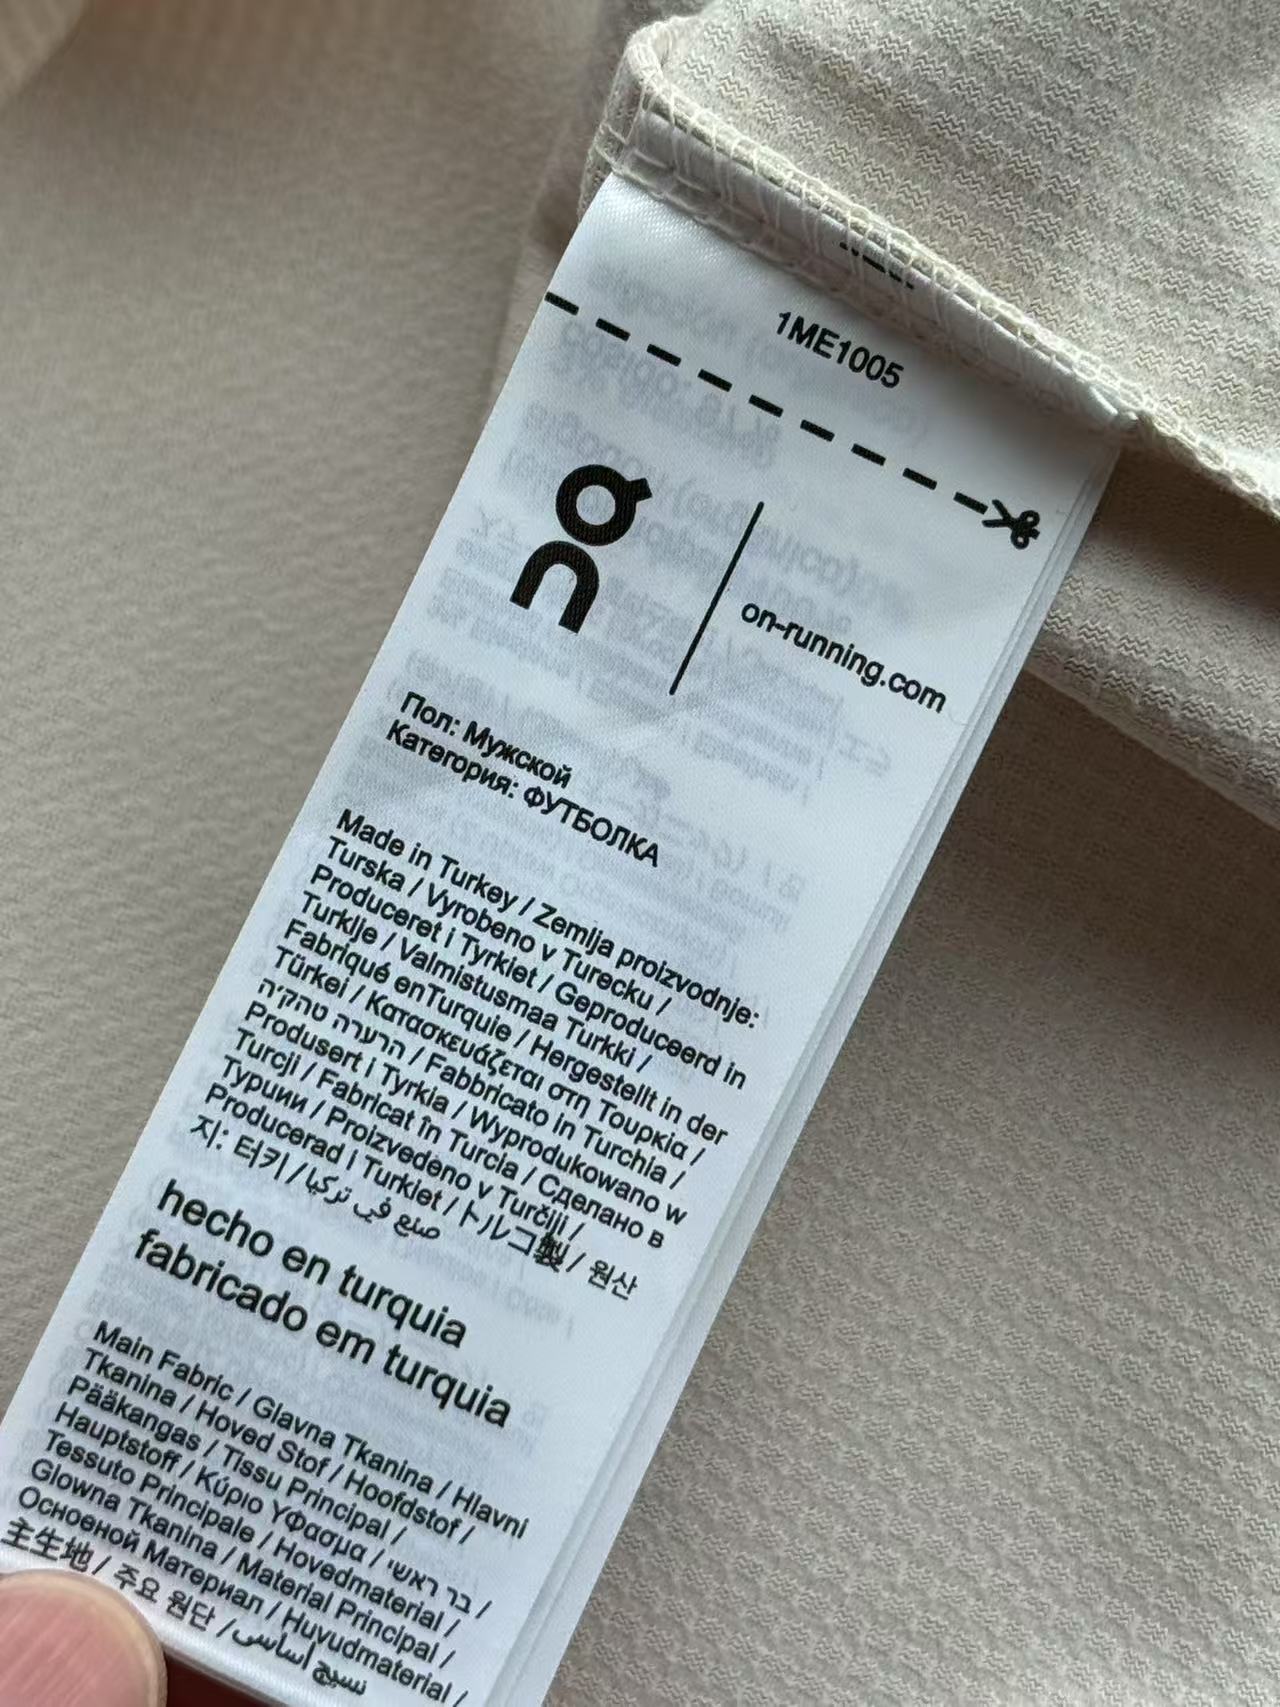 1ME1005
on
on-running.com
Пол: Мужской
Категория: ФУТБОЛКА
Made in Turkey / Zemlja proizvodnje:
Turska / Vyrobeno v Turecku /
Produceret i Tyrkiet / Geproduceerd in
Turkije / Valmistusmaa Turkki /
Fabriqué enTurquie / Hergestellt in der
Türkei / Κατασκευάζεται στη Τουρκία /
הרערה טהק'ה / Fabbricato in Turchia /
Produsert i Tyrkia / Wyprodukowano w
Turcji / Fabricat în Turcia / Сделано в
Турции / Proizvedeno v Turčiji /
Producerad i Turkiet / トルコ製 / 원산
지: 터키 / صنع في تركيا
hecho en turquia
fabricado em turquia
Main Fabric / Glavna Tkanina / Hlavni
Tkanina / Hoved Stof / Hoofdstof /
Pääkangas / Tissu Principal /
Hauptstoff / Κύριο Υφασμα / בר ראשי /
Tessuto Principale / Hovedmaterial /
Glowna Tkanina / Material Principal /
Основной Материал / Huvudmaterial /
主生地 / 주요 원단 / نسيج أساسي